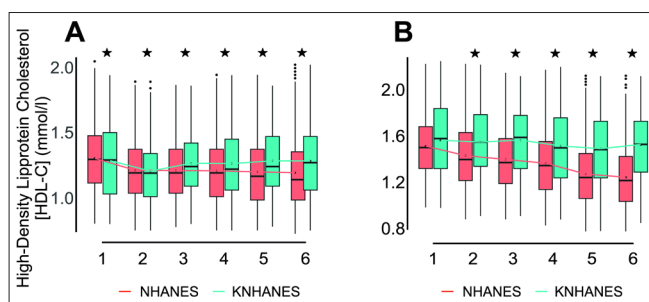 A
B
High-Density Lipprotein Cholesterol
[HDL-C] (mmol/l)
★ ★ ★ ★ ★ ★
★ ★ ★ ★ ★
2.0
1.5
1.0
2.0
1.6
1.2
0.8
1 2 3 4 5 6
1 2 3 4 5 6
NHANES KNHANES
NHANES KNHANES